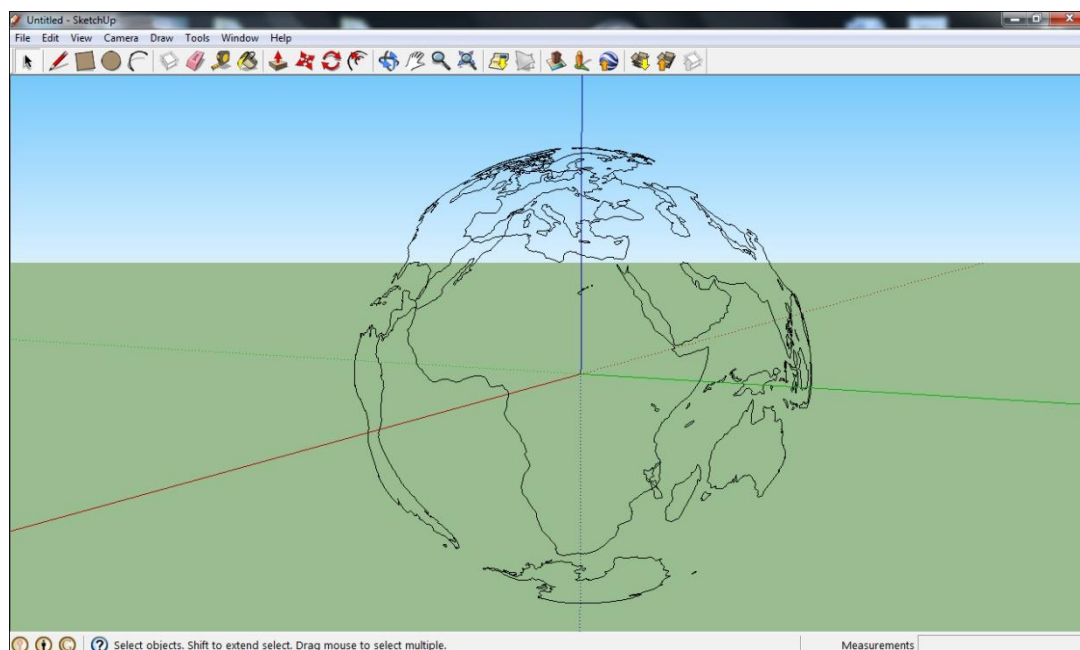 Untitled - SketchUp
File Edit View Camera Draw Tools Window Help
Select objects. Shift to extend select. Drag mouse to select multiple.
Measurements